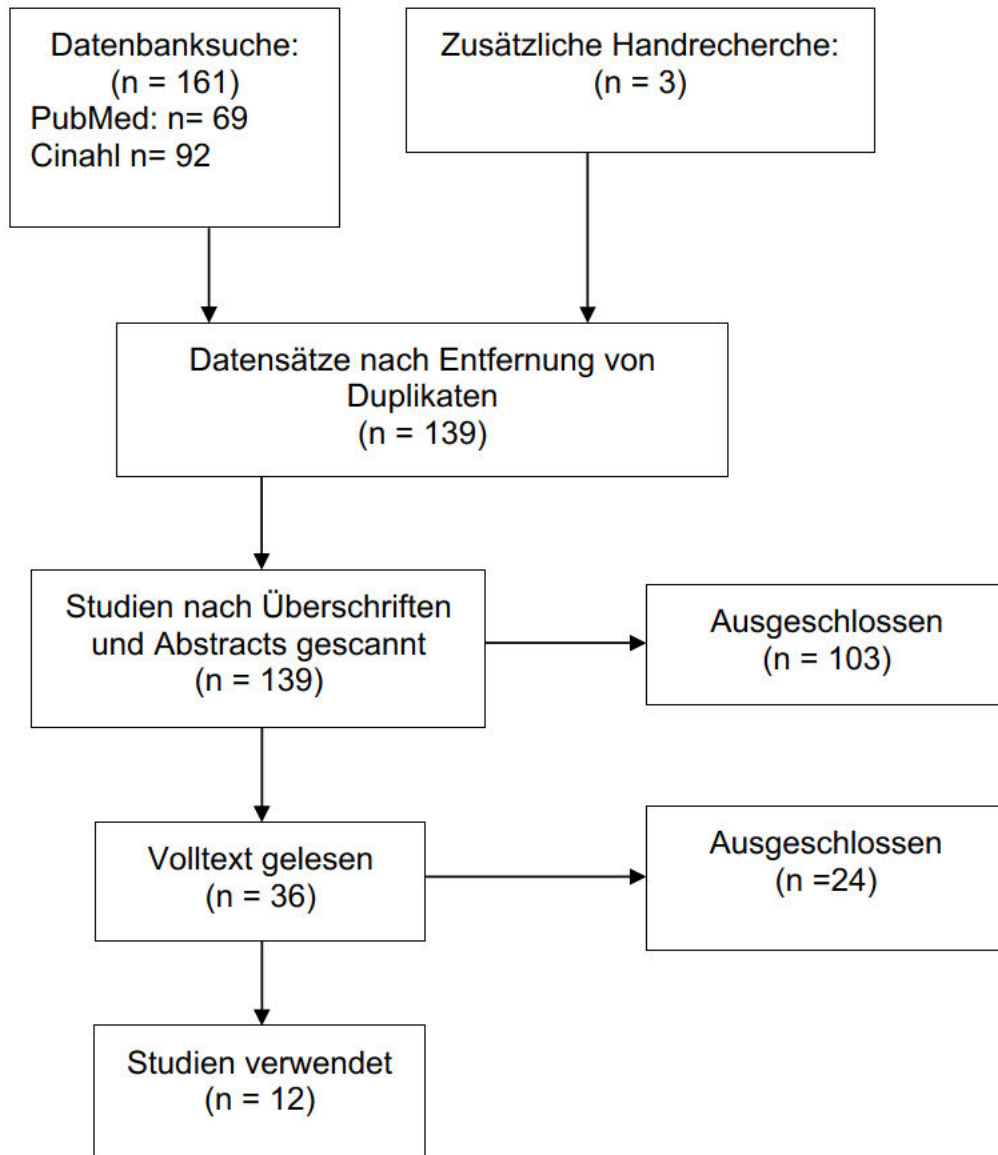 Datenbanksuche:
(n = 161)
PubMed: n= 69
Cinahl n= 92
Zusätzliche Handrecherche:
(n = 3)
Datensätze nach Entfernung von
Duplikaten
(n = 139)
Studien nach Überschriften
und Abstracts gescannt
(n = 139)
Ausgeschlossen
(n = 103)
Volltext gelesen
(n = 36)
Ausgeschlossen
(n =24)
Studien verwendet
(n = 12)